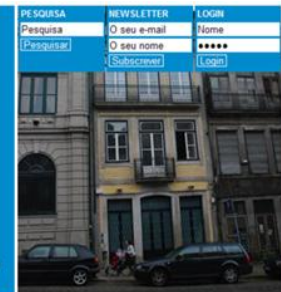 PESQUISA
Pesquisa
Pesquisar
NEWSLETTER
O seu e-mail
O seu nome
Subscrever
LOGIN
Nome
●●●●●
Login